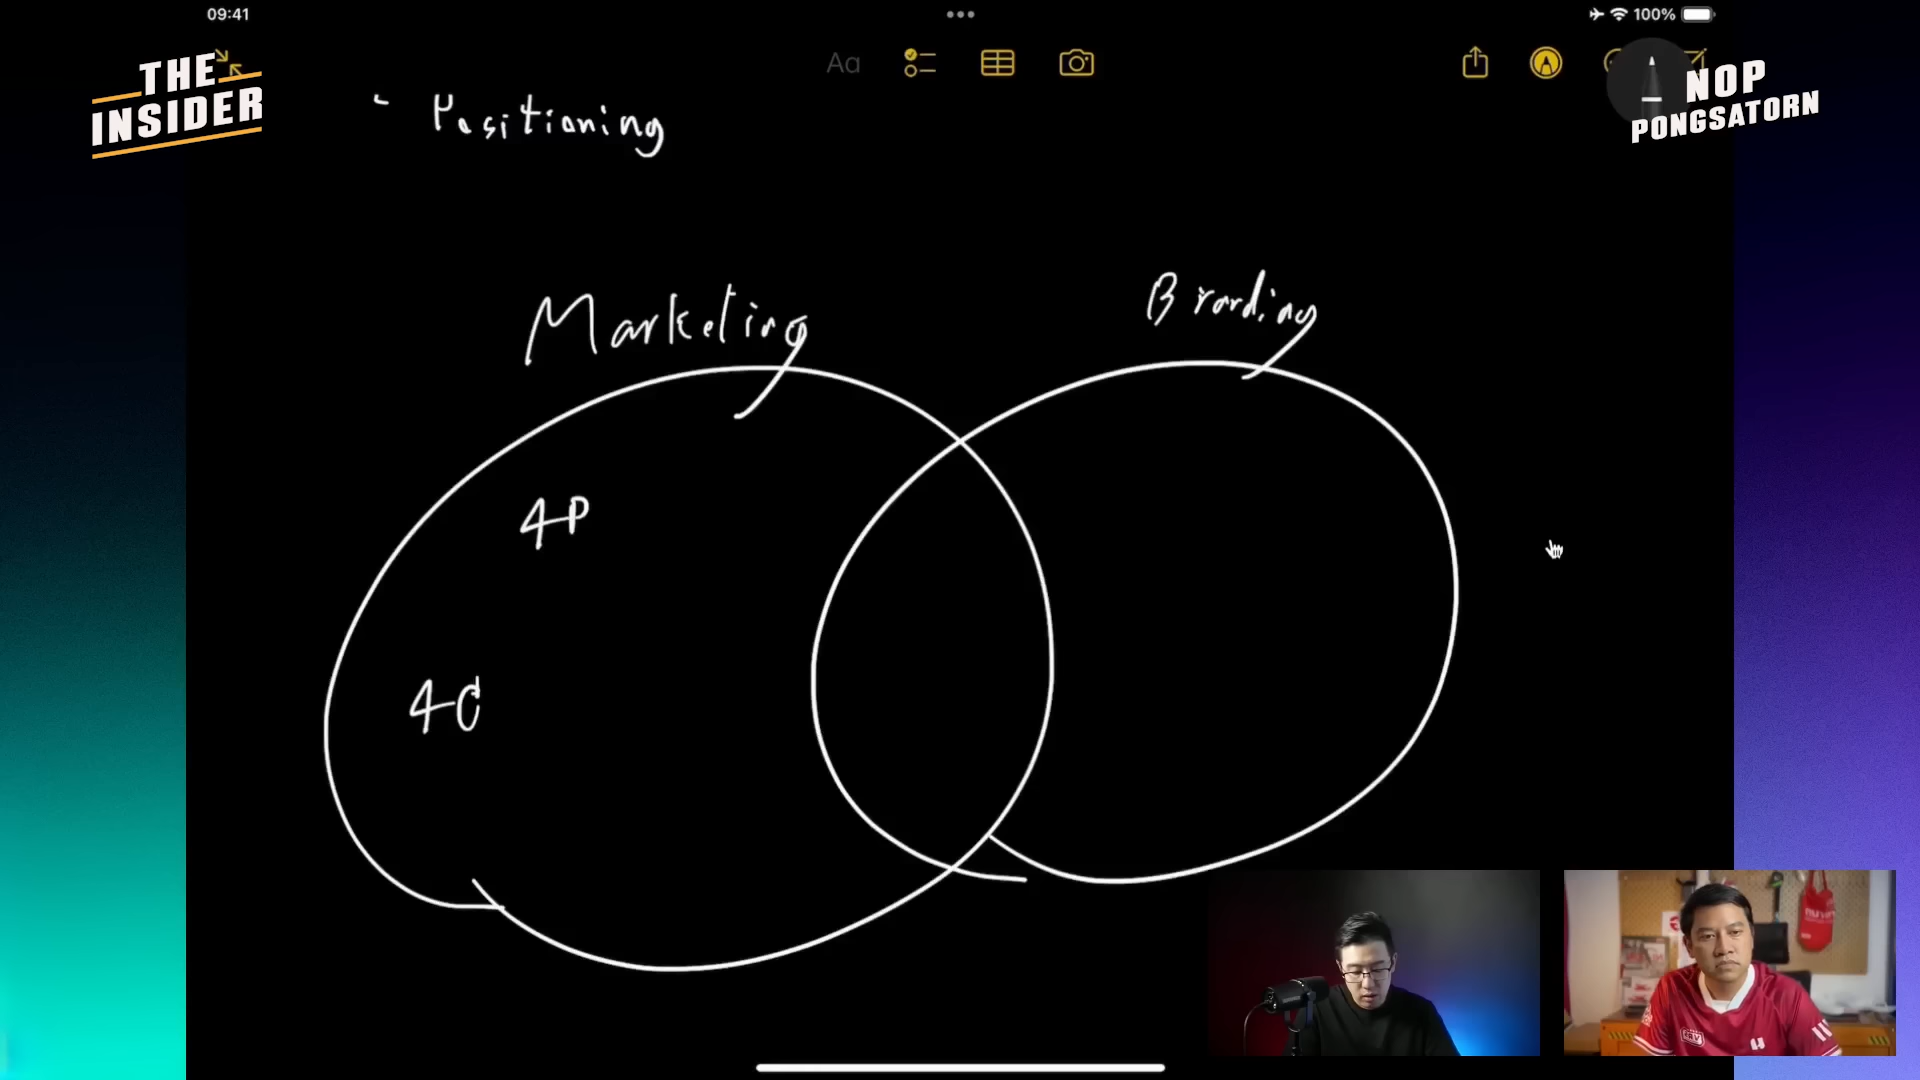 09:41
100%
THE
INSIDER
Aa
NOP
PONGSATORN
- Positioning
Marketing
Branding
4P
4C